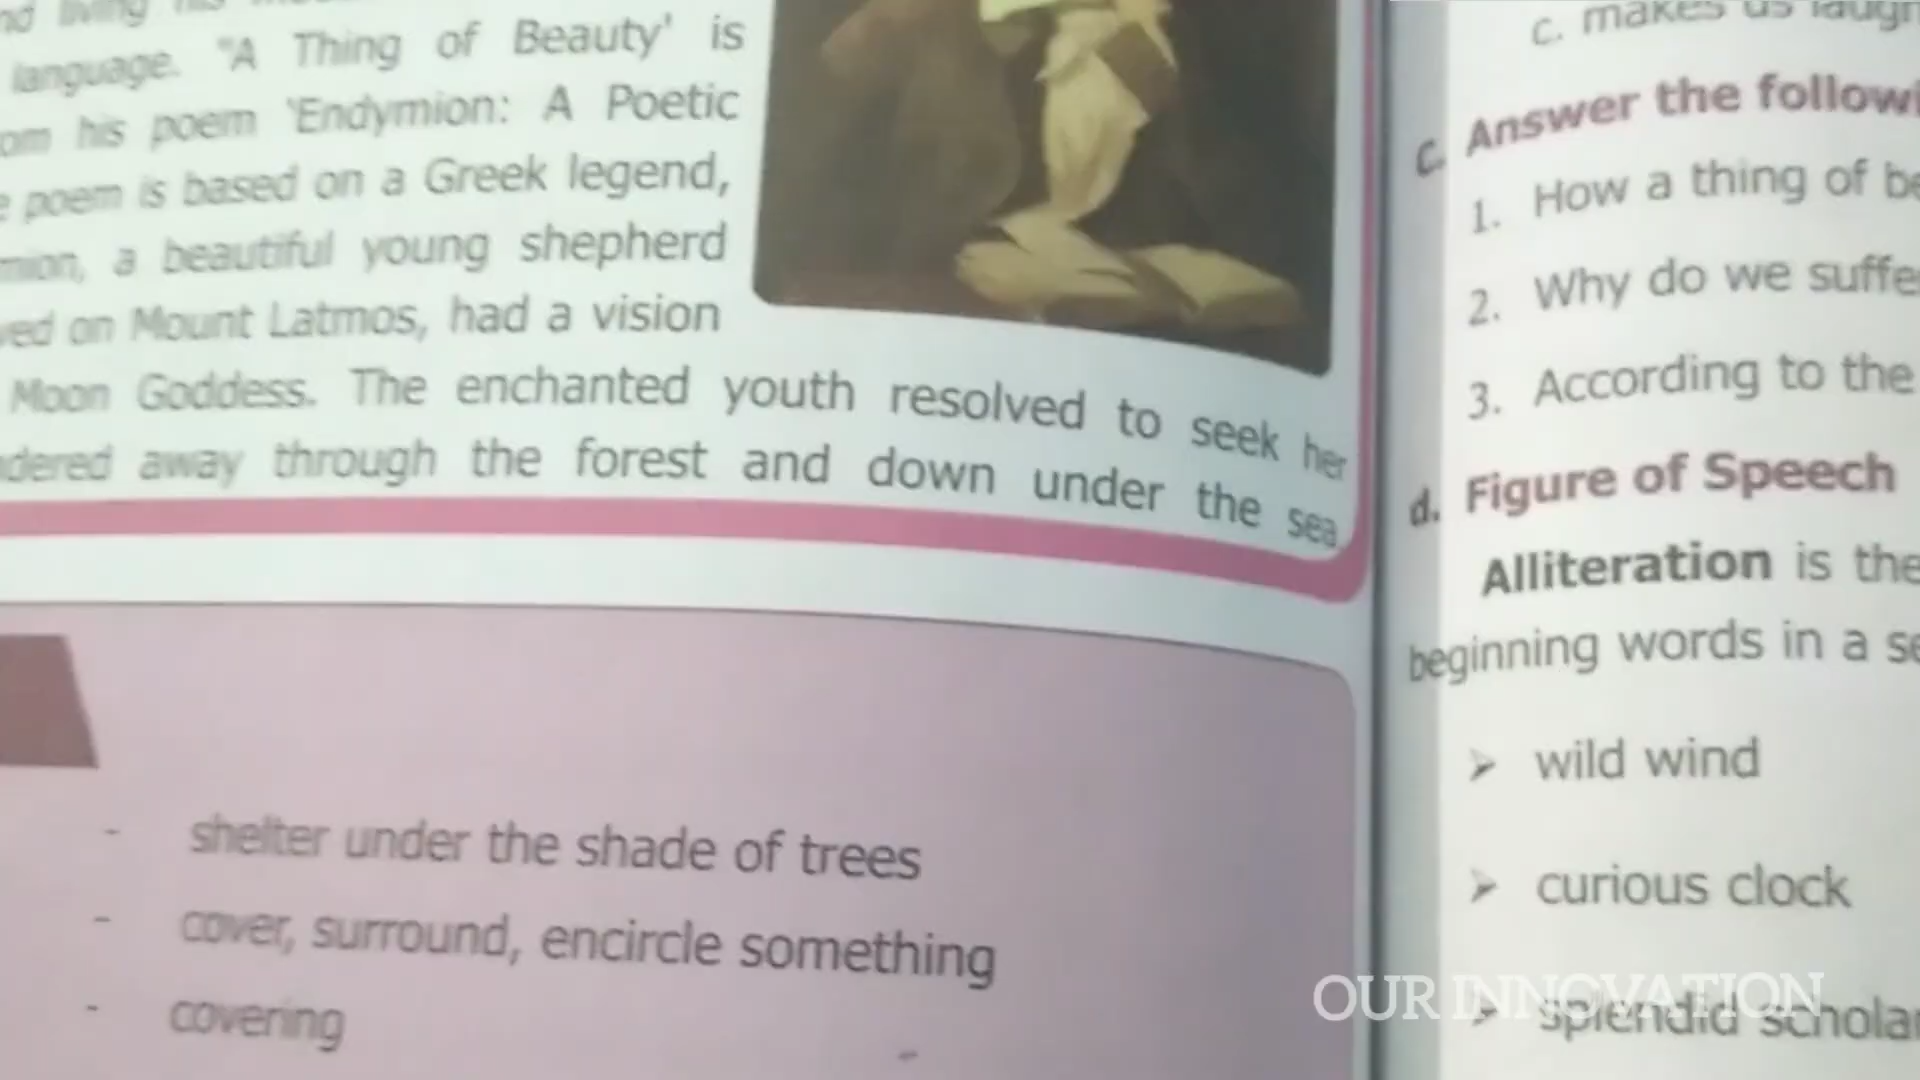 language. "A Thing of Beauty' is
om his poem 'Endymion: A Poetic
poem is based on a Greek legend,
mion, a beautiful young shepherd
ved on Mount Latmos, had a vision
Moon Goddess. The enchanted youth resolved to seek her
dered away through the forest and down under the sea
- shelter under the shade of trees
- cover, surround, encircle something
- covering
c. makes us laugh
C. Answer the followi
1. How a thing of be
2. Why do we suffe
3. According to the
d. Figure of Speech
Alliteration is the
beginning words in a se
➢ wild wind
➢ curious clock
➢ splendid scholar
OUR INNOVATION